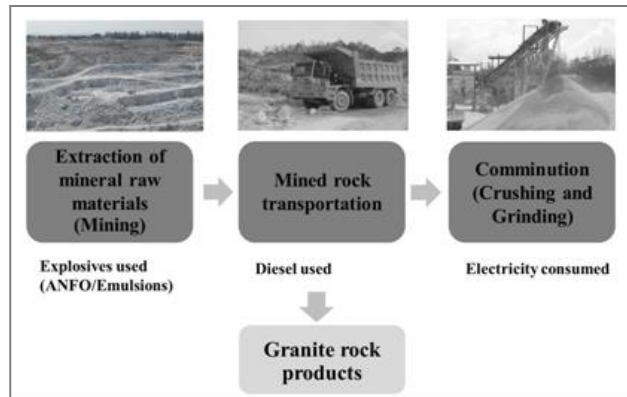 Extraction of
mineral raw
materials
(Mining)
Mined rock
transportation
Comminution
(Crushing and
Grinding)
Explosives used
(ANFO/Emulsions)
Diesel used
Electricity consumed
Granite rock
products